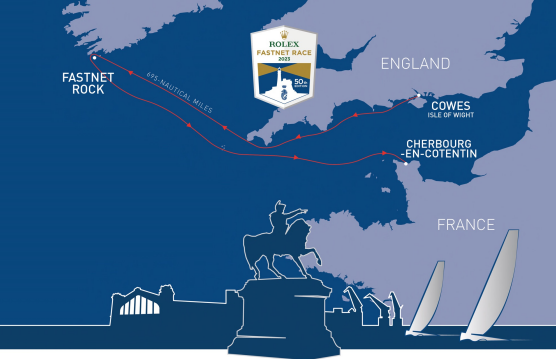 ROLEX
FASTNET RACE
2023
50th
EDITION
ENGLAND
FASTNET
ROCK
695-NAUTICAL MILES
COWES
ISLE OF WIGHT
CHERBOURG
-EN-COTENTIN
FRANCE